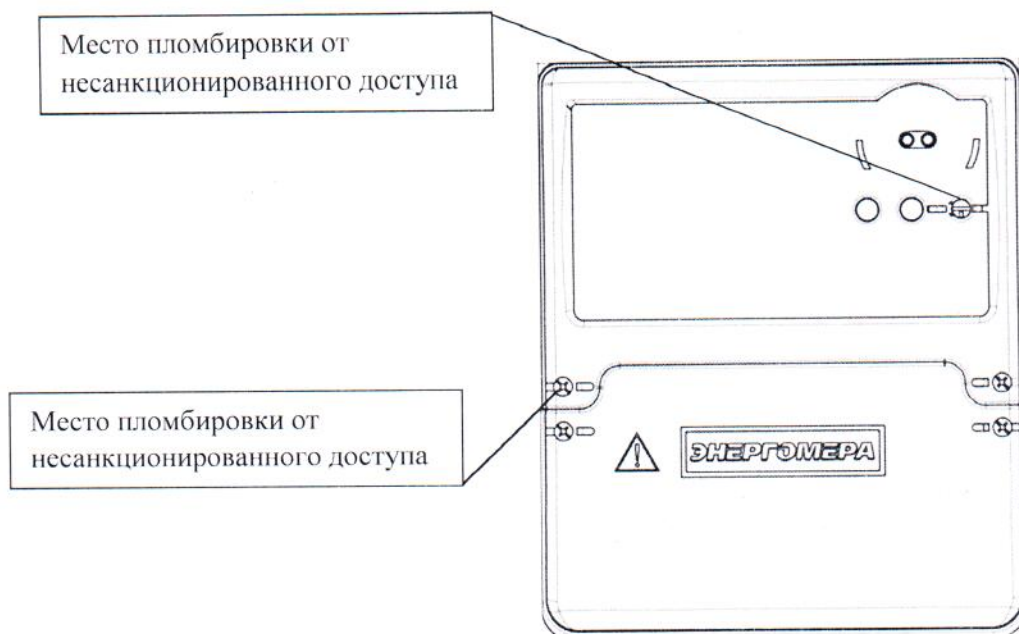 Место пломбировки от
несанкционированного доступа
Место пломбировки от
несанкционированного доступа
ЭНЕРГОМЕРА